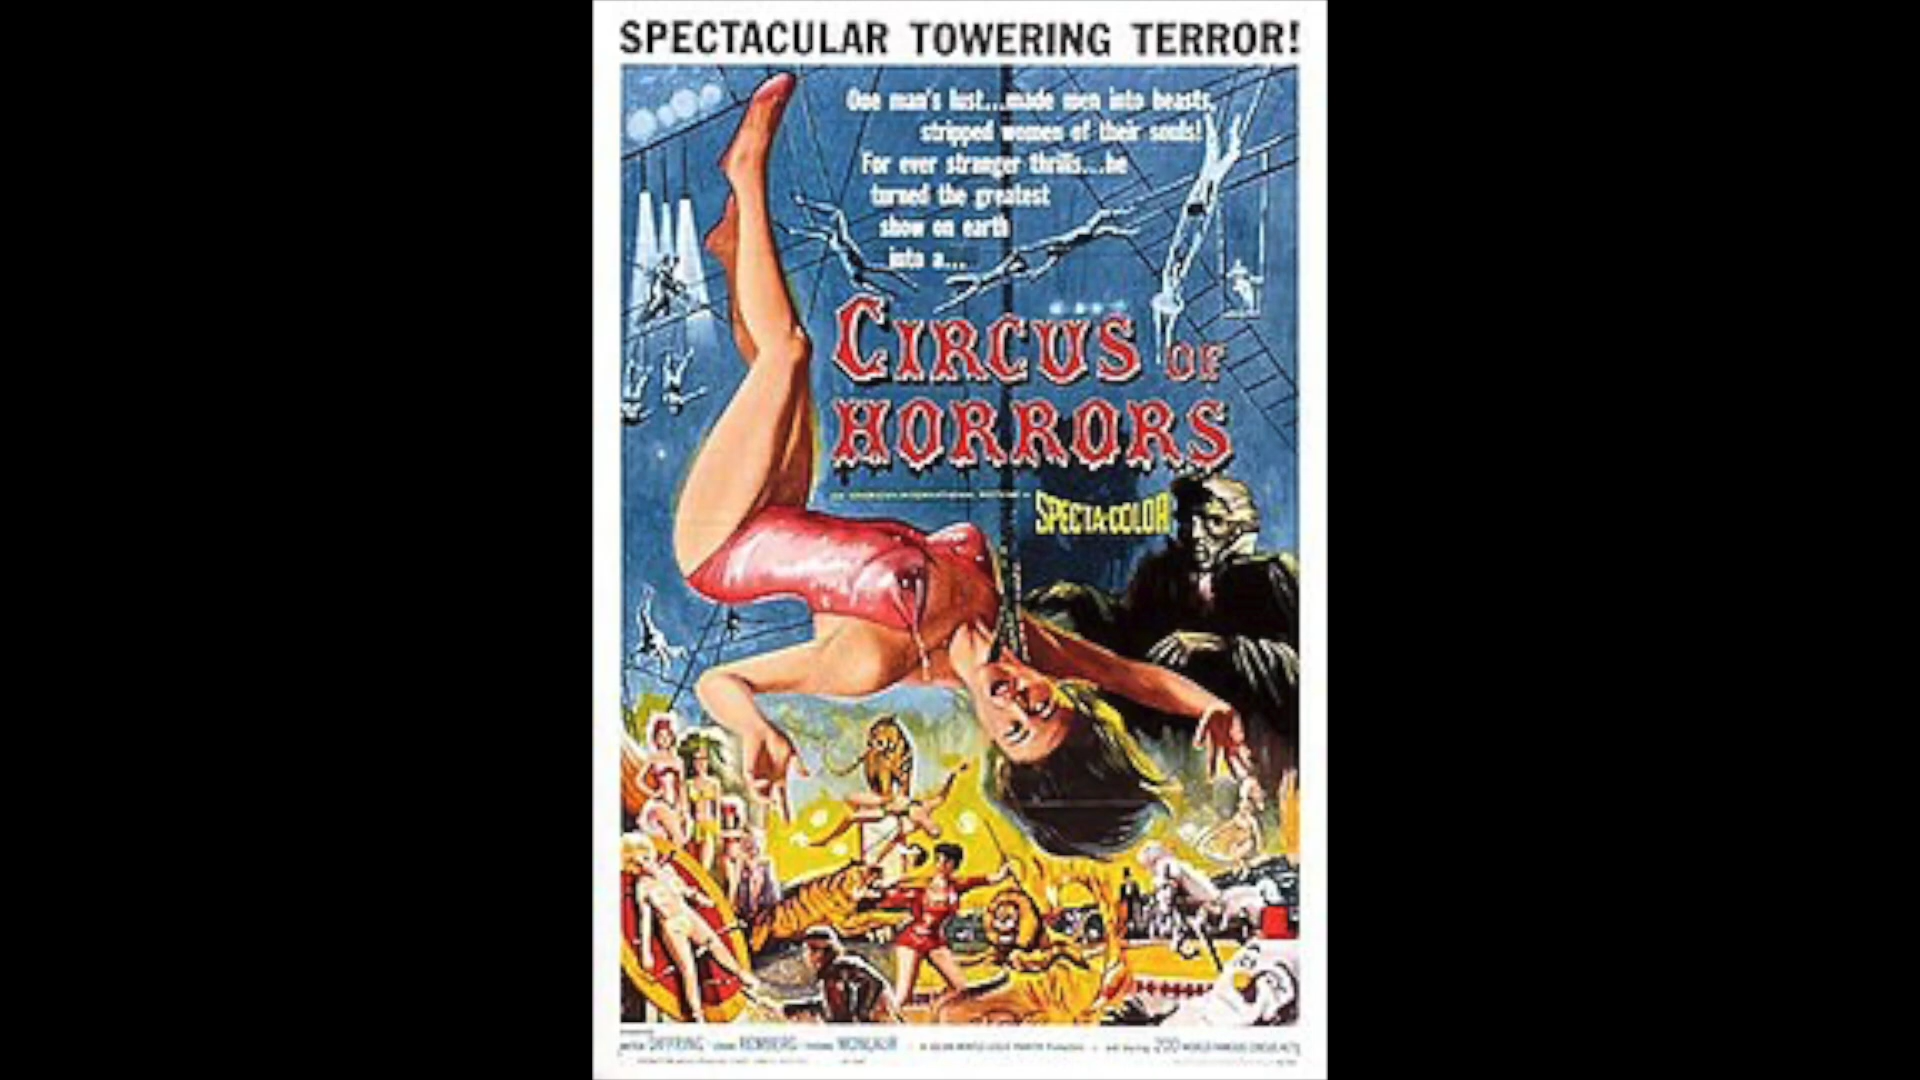 SPECTACULAR TOWERING TERROR!
One man's lust...made men into beasts,
stripped women of their souls!
For ever stranger thrills...he
turned the greatest
show on earth
into a...
CIRCUS OF
HORRORS
SPECTACOLOR